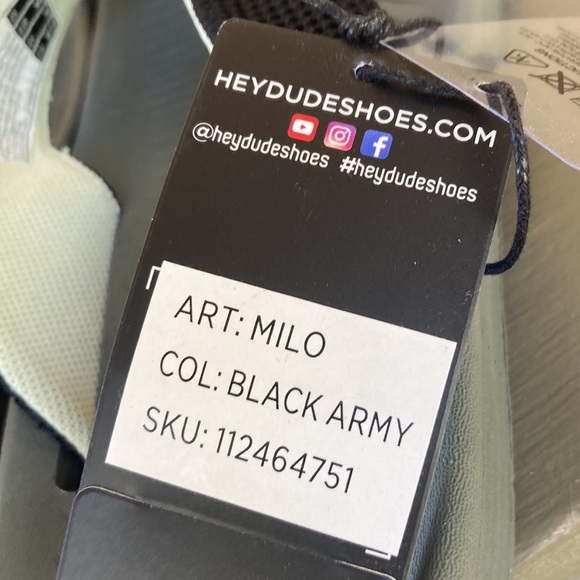 HEYDUDESHOES.COM
@heydudeshoes #heydudeshoes
ART: MILO
COL: BLACK ARMY
SKU: 112464751